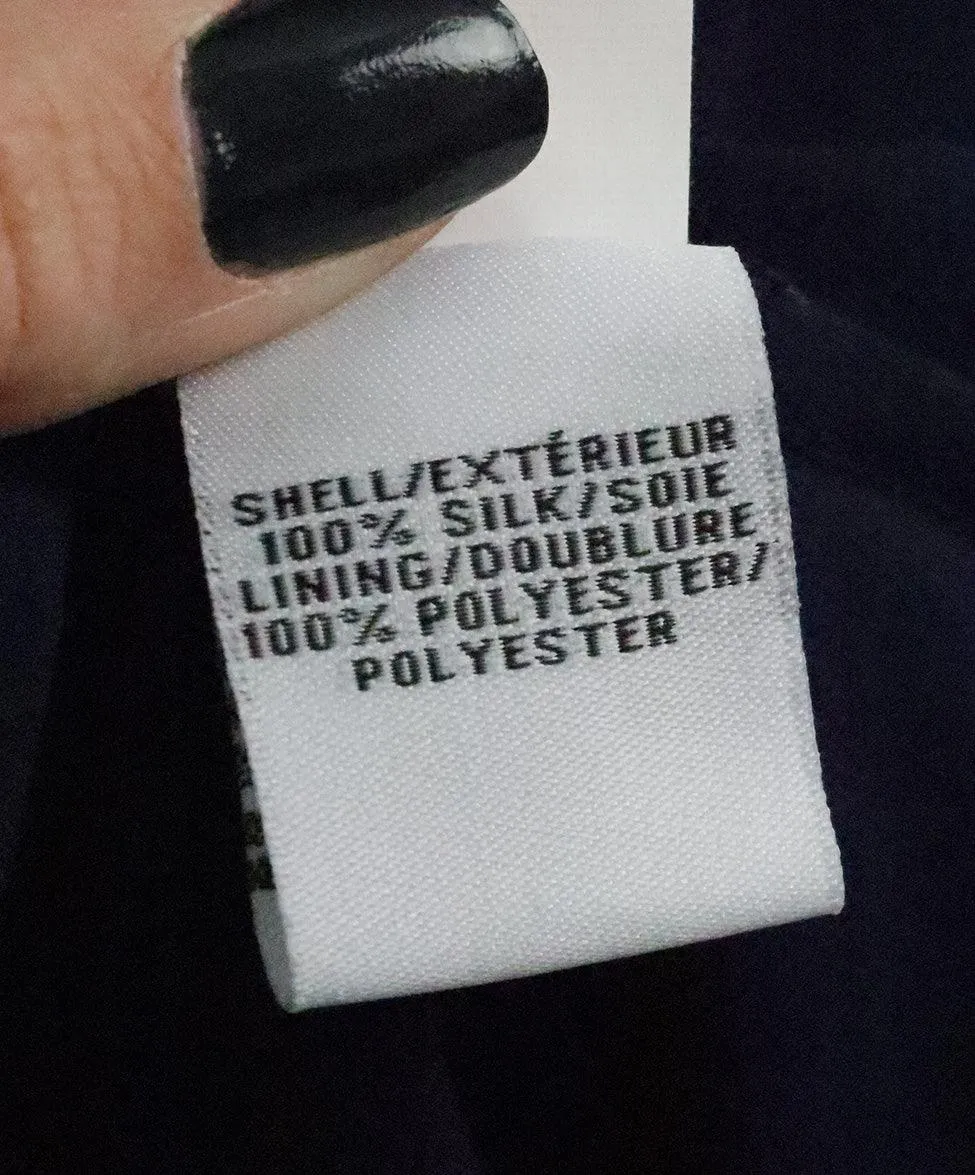 SHELL/EXTÉRIEUR
100% SILK/SOIE
LINING/DOUBLURE
100% POLYESTER/
POLYESTER